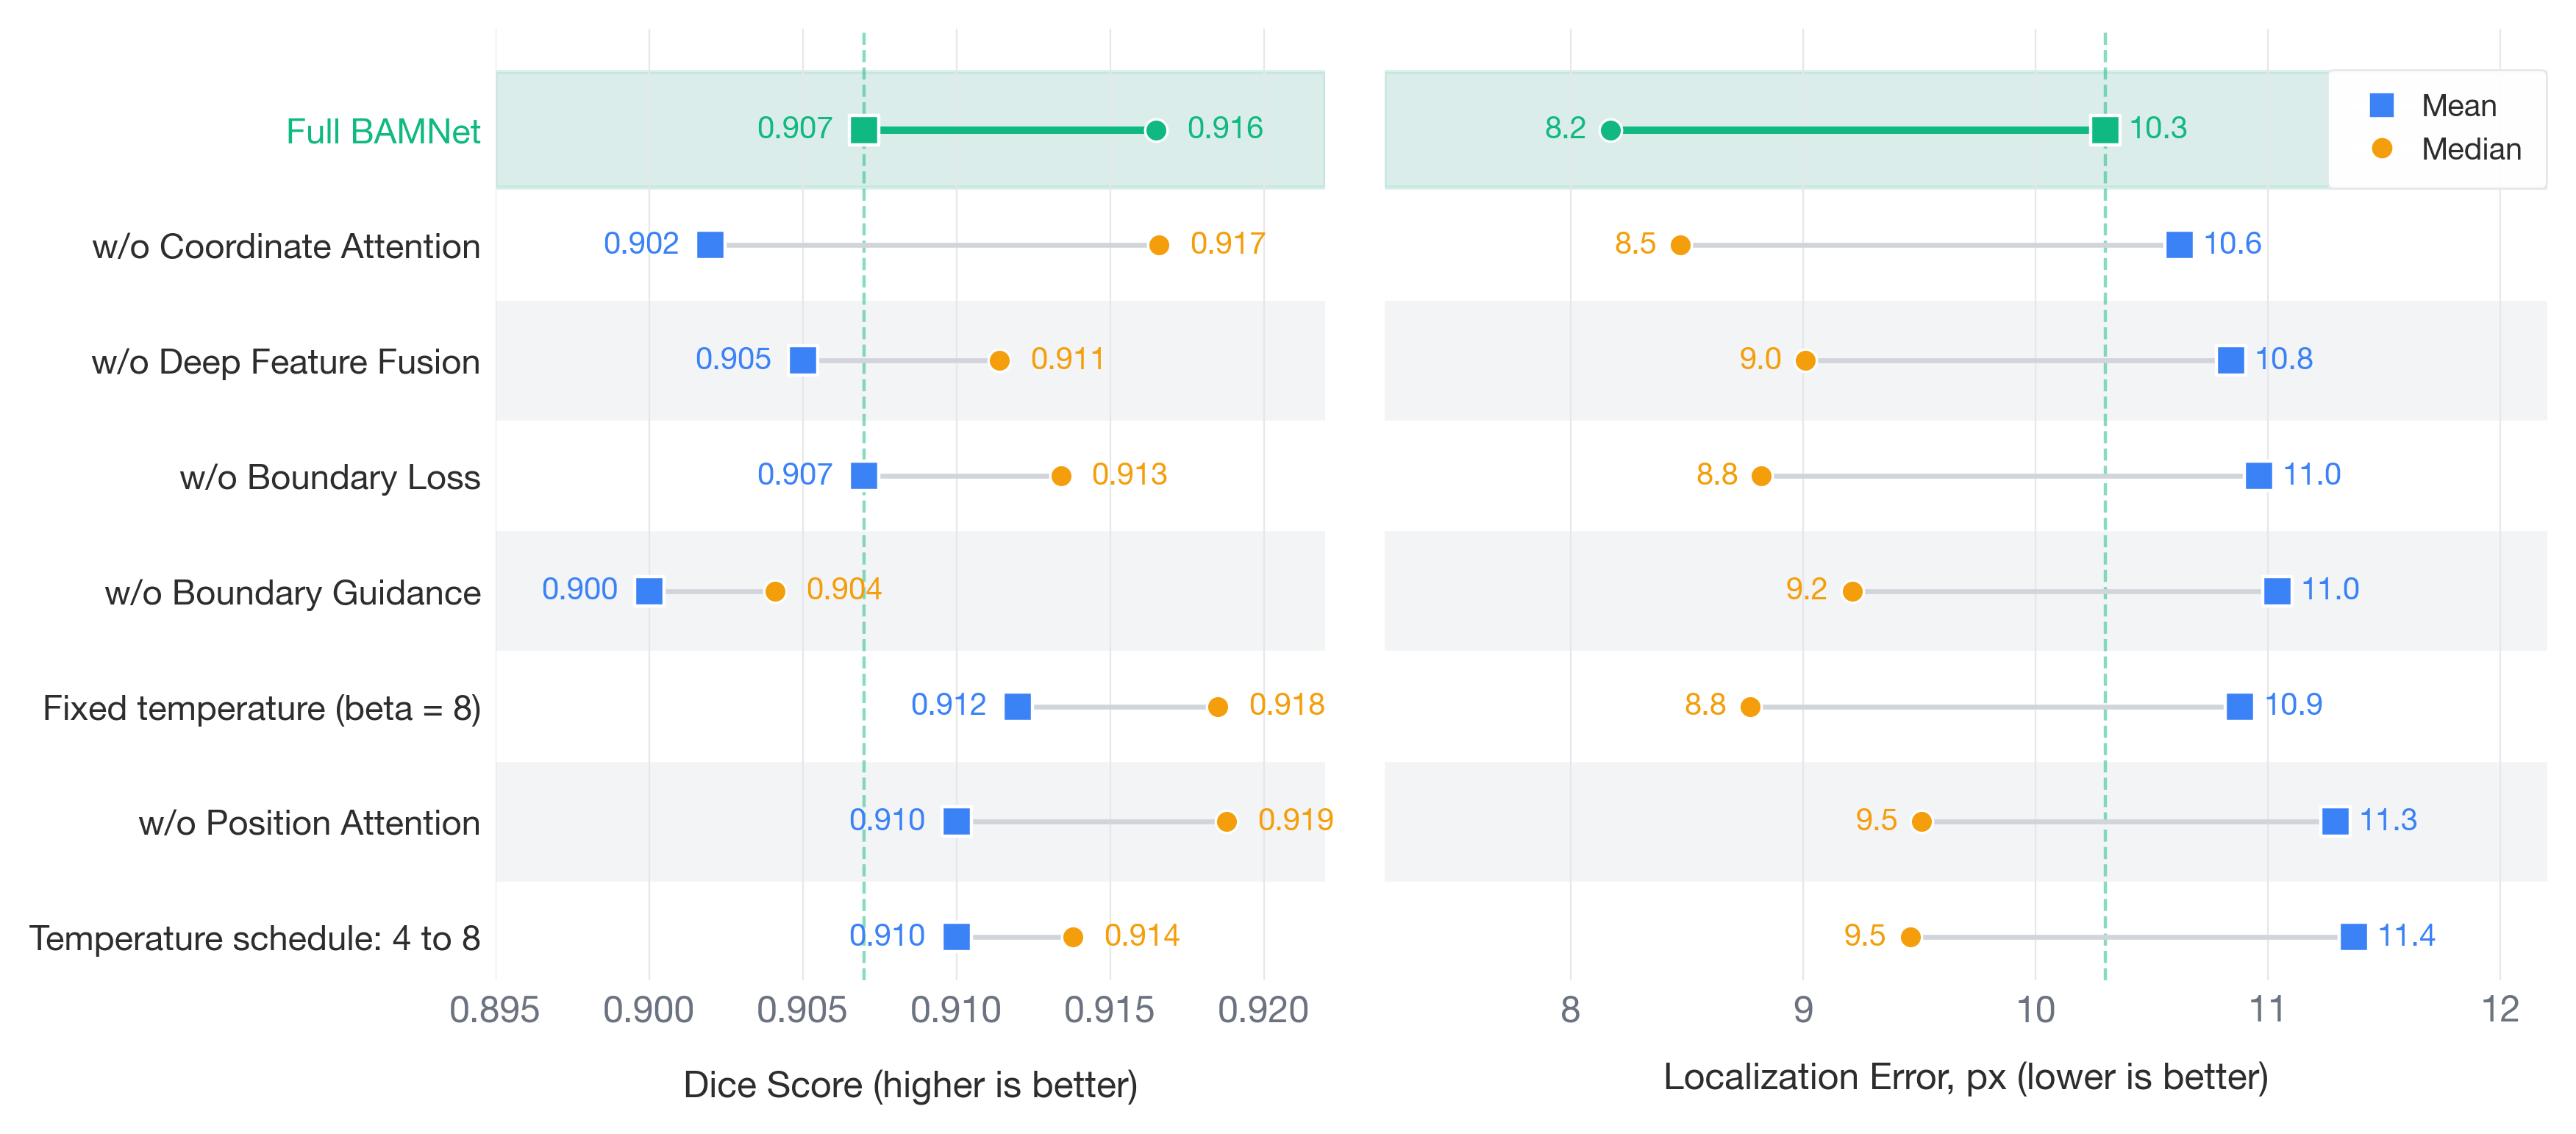 Full BAMNet 0.907 0.916 8.2 10.3
Mean
Median
w/o Coordinate Attention 0.902 0.917 8.5 10.6
w/o Deep Feature Fusion 0.905 0.911 9.0 10.8
w/o Boundary Loss 0.907 0.913 8.8 11.0
w/o Boundary Guidance 0.900 0.904 9.2 11.0
Fixed temperature (beta = 8) 0.912 0.918 8.8 10.9
w/o Position Attention 0.910 0.919 9.5 11.3
Temperature schedule: 4 to 8 0.910 0.914 9.5 11.4
0.895 0.900 0.905 0.910 0.915 0.920 8 9 10 11 12
Dice Score (higher is better)
Localization Error, px (lower is better)